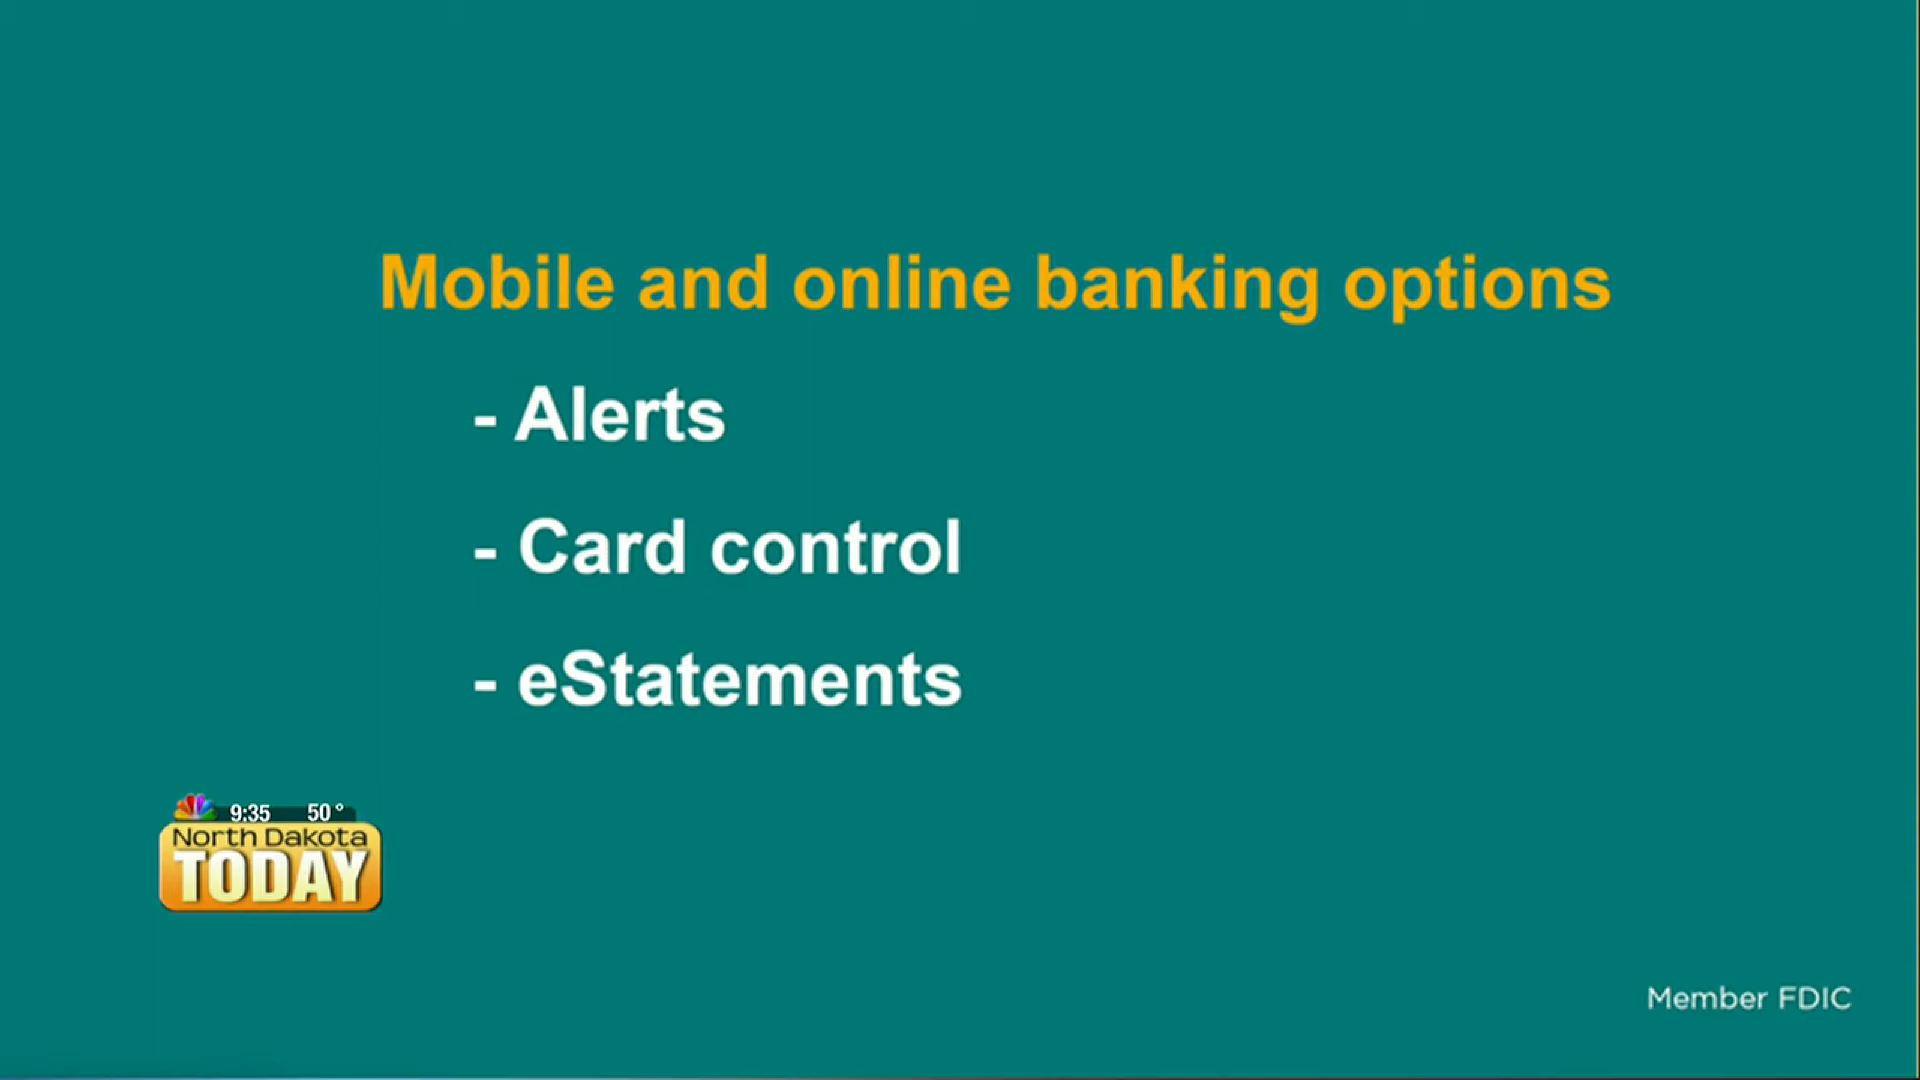 Mobile and online banking options
- Alerts
- Card control
- eStatements
9:35 50°
North Dakota
TODAY
Member FDIC